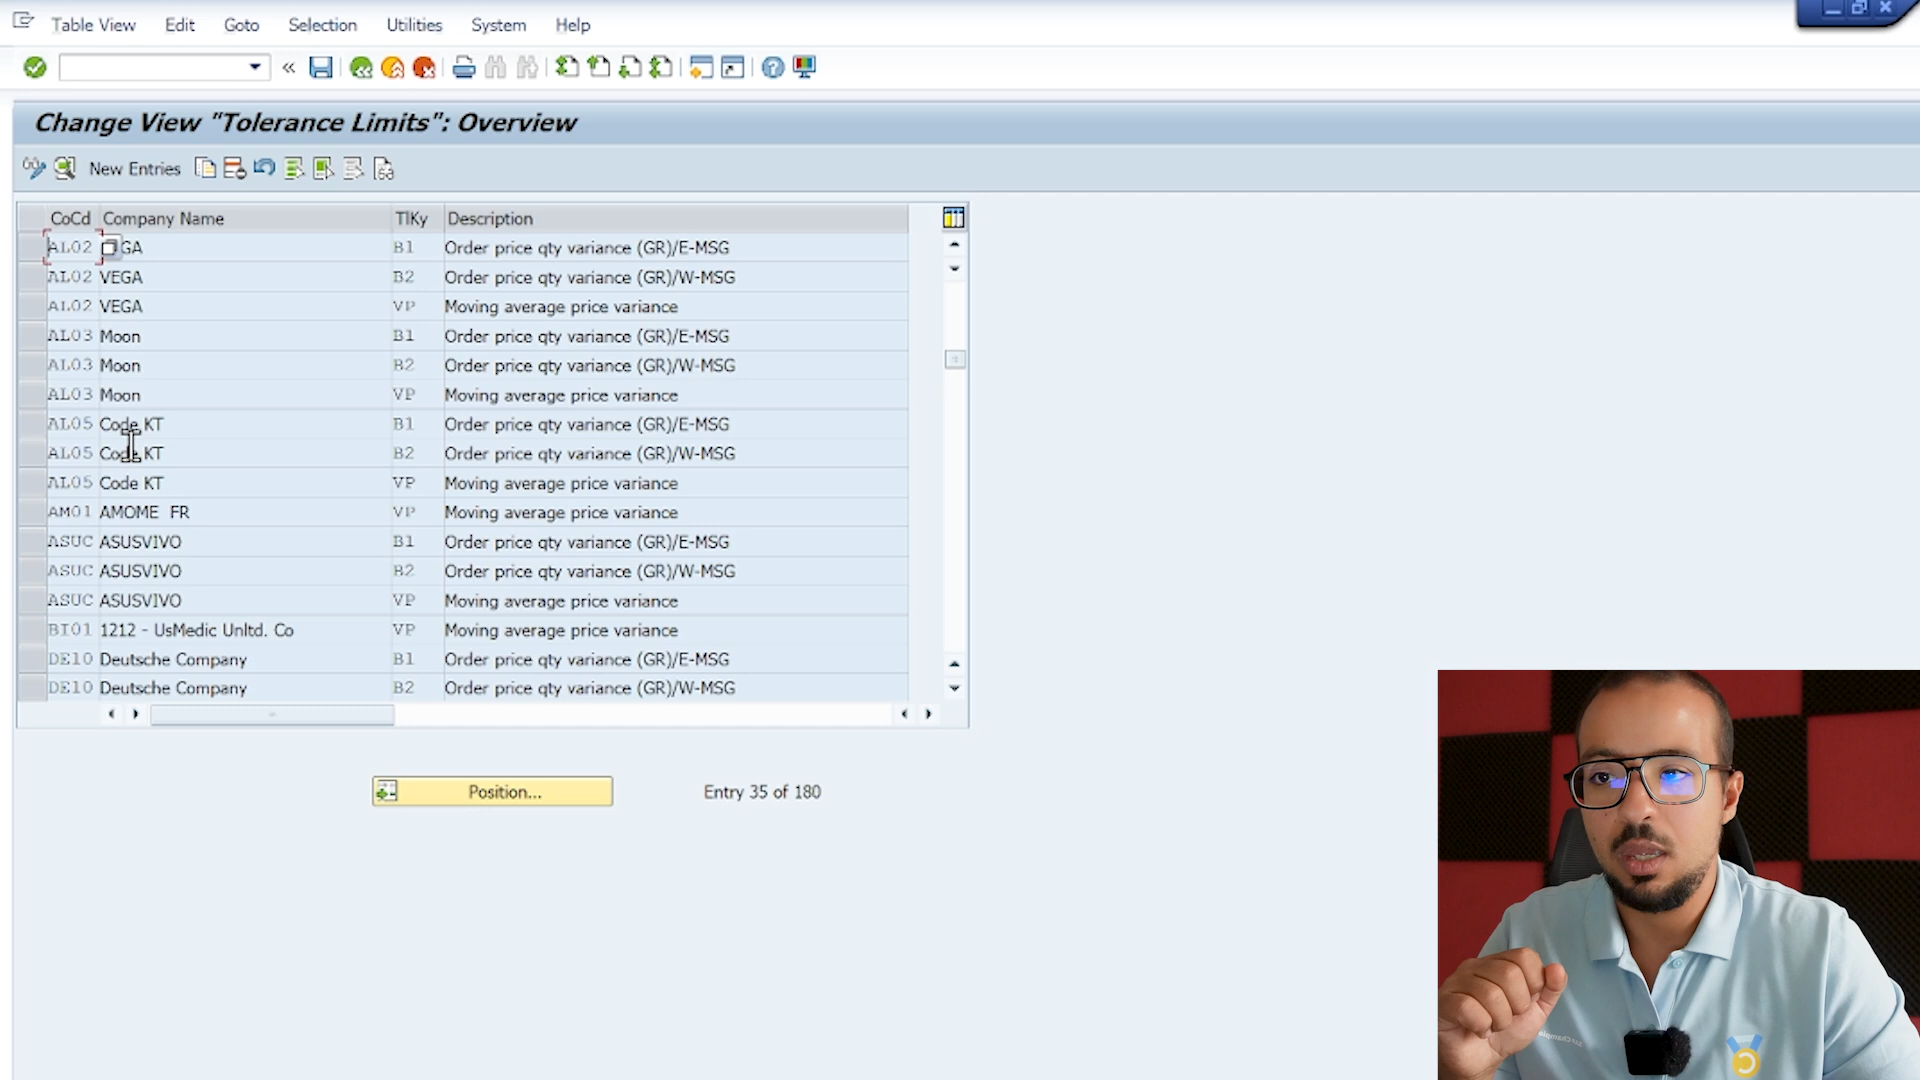 Table View Edit Goto Selection Utilities System Help
Change View "Tolerance Limits": Overview
New Entries
CoCd Company Name TlKy Description
AL02 GA B1 Order price qty variance (GR)/E-MSG
AL02 VEGA B2 Order price qty variance (GR)/W-MSG
AL02 VEGA VP Moving average price variance
AL03 Moon B1 Order price qty variance (GR)/E-MSG
AL03 Moon B2 Order price qty variance (GR)/W-MSG
AL03 Moon VP Moving average price variance
AL05 Code KT B1 Order price qty variance (GR)/E-MSG
AL05 Code KT B2 Order price qty variance (GR)/W-MSG
AL05 Code KT VP Moving average price variance
AM01 AMOME FR VP Moving average price variance
ASUC ASUSVIVO B1 Order price qty variance (GR)/E-MSG
ASUC ASUSVIVO B2 Order price qty variance (GR)/W-MSG
ASUC ASUSVIVO VP Moving average price variance
BI01 1212 - UsMedic Unltd. Co VP Moving average price variance
DE10 Deutsche Company B1 Order price qty variance (GR)/E-MSG
DE10 Deutsche Company B2 Order price qty variance (GR)/W-MSG
Position... Entry 35 of 180